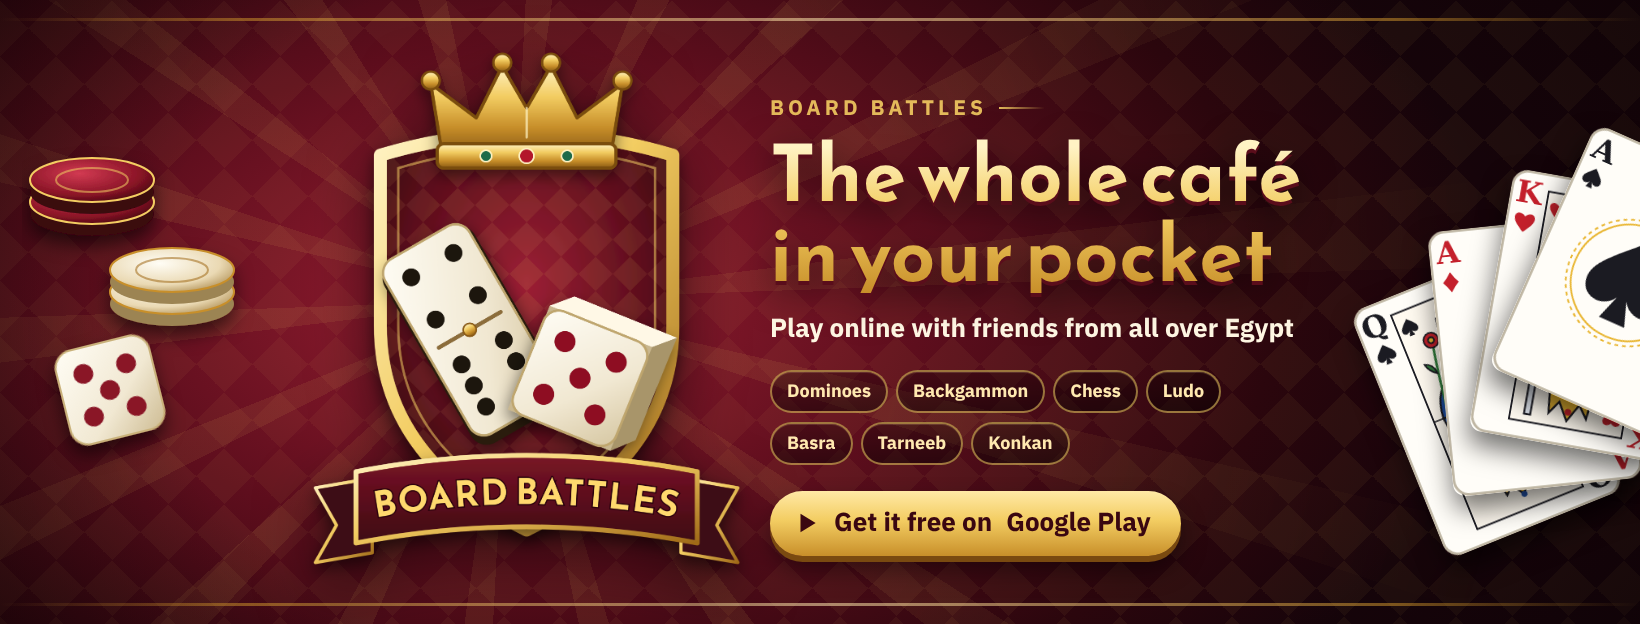 BOARD BATTLES
The whole café
in your pocket
Play online with friends from all over Egypt
Dominoes Backgammon Chess Ludo
Basra Tarneeb Konkan
Get it free on Google Play
BOARD BATTLES
A
K
A
Q